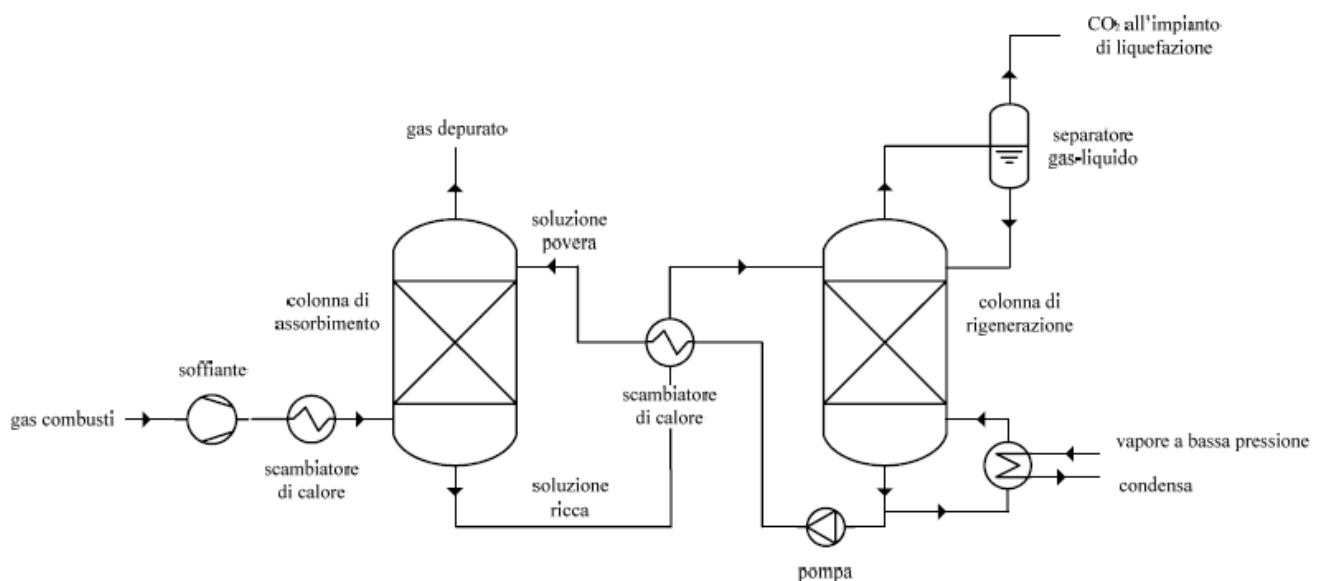 CO₂ all'impianto
di liquefazione
gas depurato
separatore
gas-liquido
soluzione
povera
colonna di
assorbimento
colonna di
rigenerazione
soffiante
scambiatore
di calore
gas combusti
vapore a bassa pressione
scambiatore
di calore
condensa
soluzione
ricca
pompa